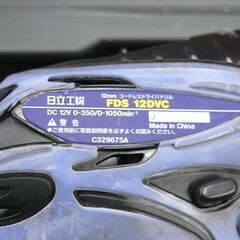 12mm コードレスドライバドリル
日立工機 FDS 12DVC
DC 12V 0-350/0-1050min⁻¹
⚠警告 Made in China
●ご使用前に取扱説明書を必ずよくお読みください。
C329675A